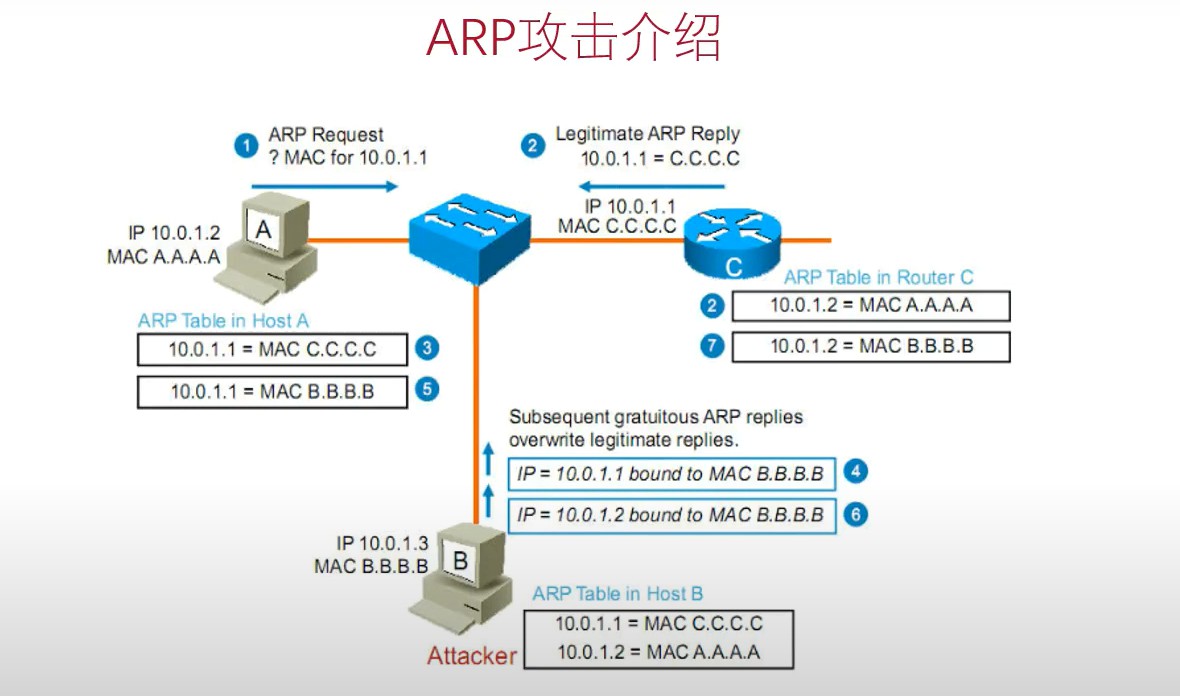 ARP攻击介绍
1 ARP Request
? MAC for 10.0.1.1
2 Legitimate ARP Reply
10.0.1.1 = C.C.C.C
IP 10.0.1.1
MAC C.C.C.C
IP 10.0.1.2
MAC A.A.A.A
A
C
ARP Table in Router C
2 10.0.1.2 = MAC A.A.A.A
7 10.0.1.2 = MAC B.B.B.B
ARP Table in Host A
10.0.1.1 = MAC C.C.C.C 3
10.0.1.1 = MAC B.B.B.B 5
Subsequent gratuitous ARP replies
overwrite legitimate replies.
IP = 10.0.1.1 bound to MAC B.B.B.B 4
IP = 10.0.1.2 bound to MAC B.B.B.B 6
IP 10.0.1.3
MAC B.B.B.B
B
Attacker
ARP Table in Host B
10.0.1.1 = MAC C.C.C.C
10.0.1.2 = MAC A.A.A.A